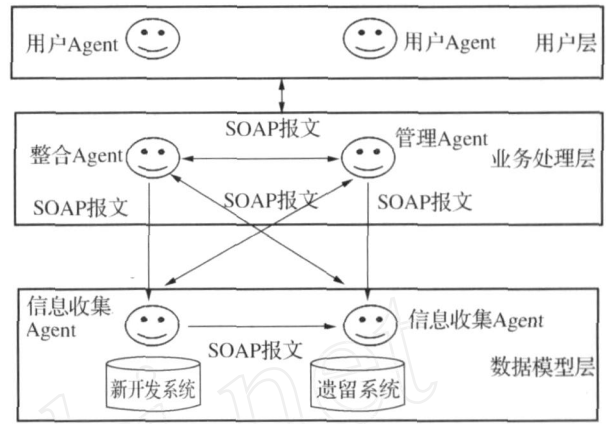 用户Agent
用户Agent
用户层
SOAP报文
整合Agent
管理Agent
业务处理层
SOAP报文
SOAP报文
SOAP报文
信息收集
Agent
信息收集Agent
SOAP报文
数据模型层
新开发系统
遗留系统